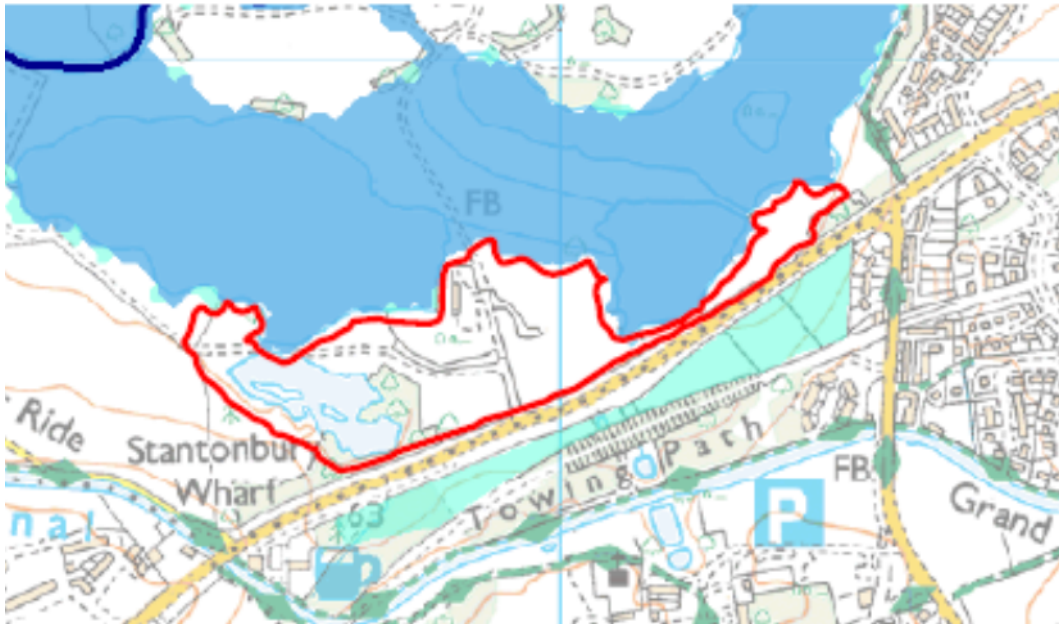 FB
Ride
Stantonbury
Wharf
nal
63
Towing Path
P
FB
Grand